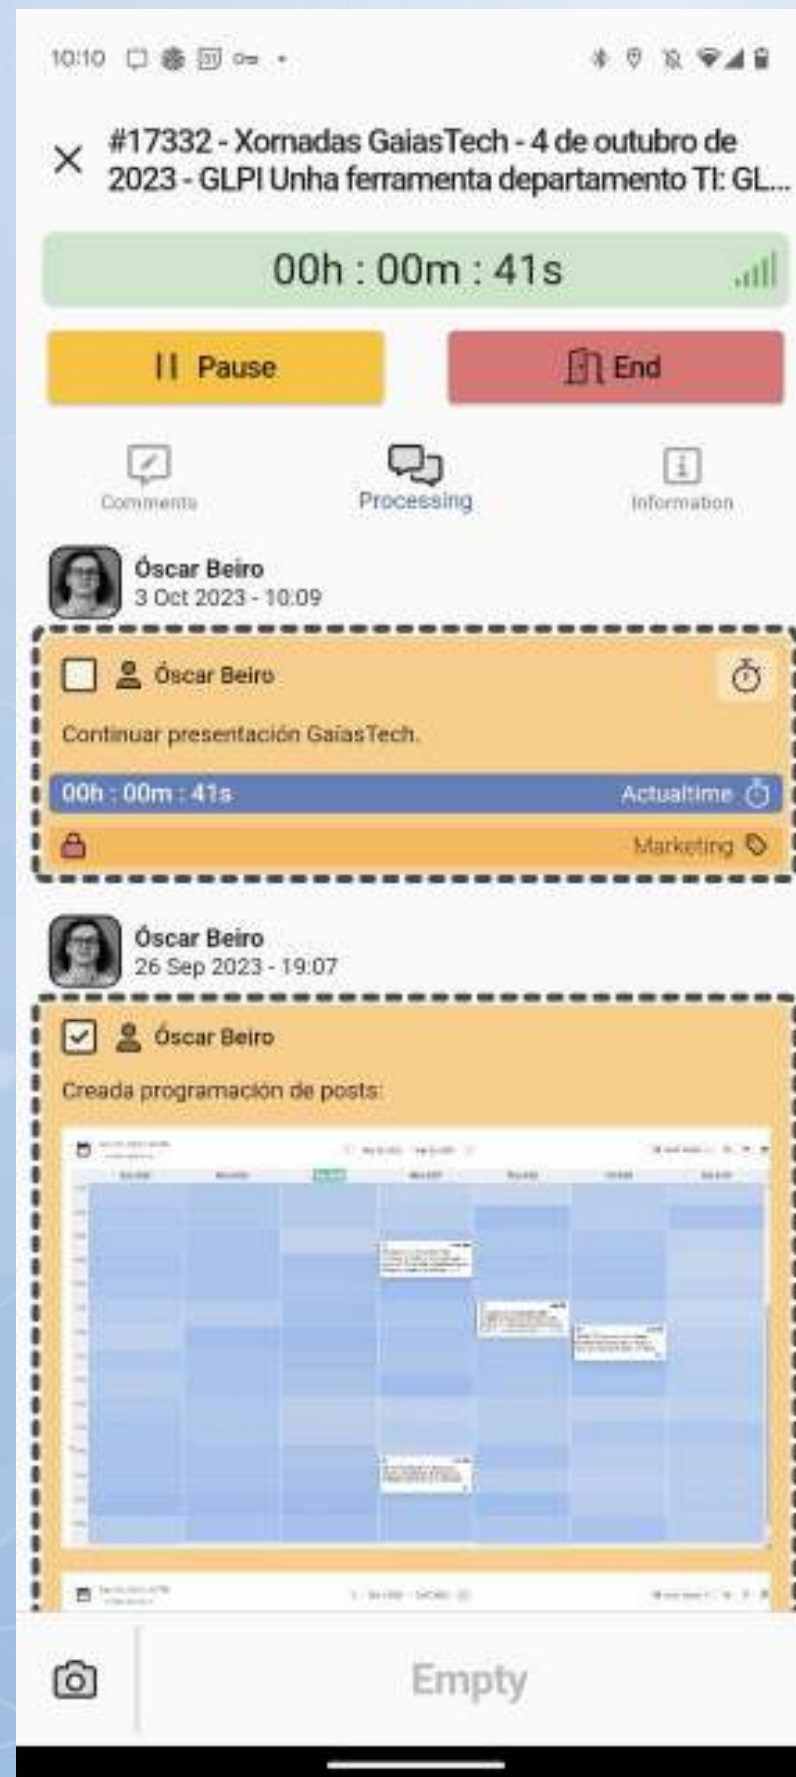 10:10
#17332 - Xornadas GaiasTech - 4 de outubro de
2023 - GLPI Unha ferramenta departamento TI: GL...
00h : 00m : 41s
Pause
End
Comments
Processing
Information
Óscar Beiro
3 Oct 2023 - 10:09
Óscar Beiro
Continuar presentación GaiasTech.
00h : 00m : 41s
Actualtime
Marketing
Óscar Beiro
26 Sep 2023 - 19:07
Óscar Beiro
Creada programación de posts:
Empty